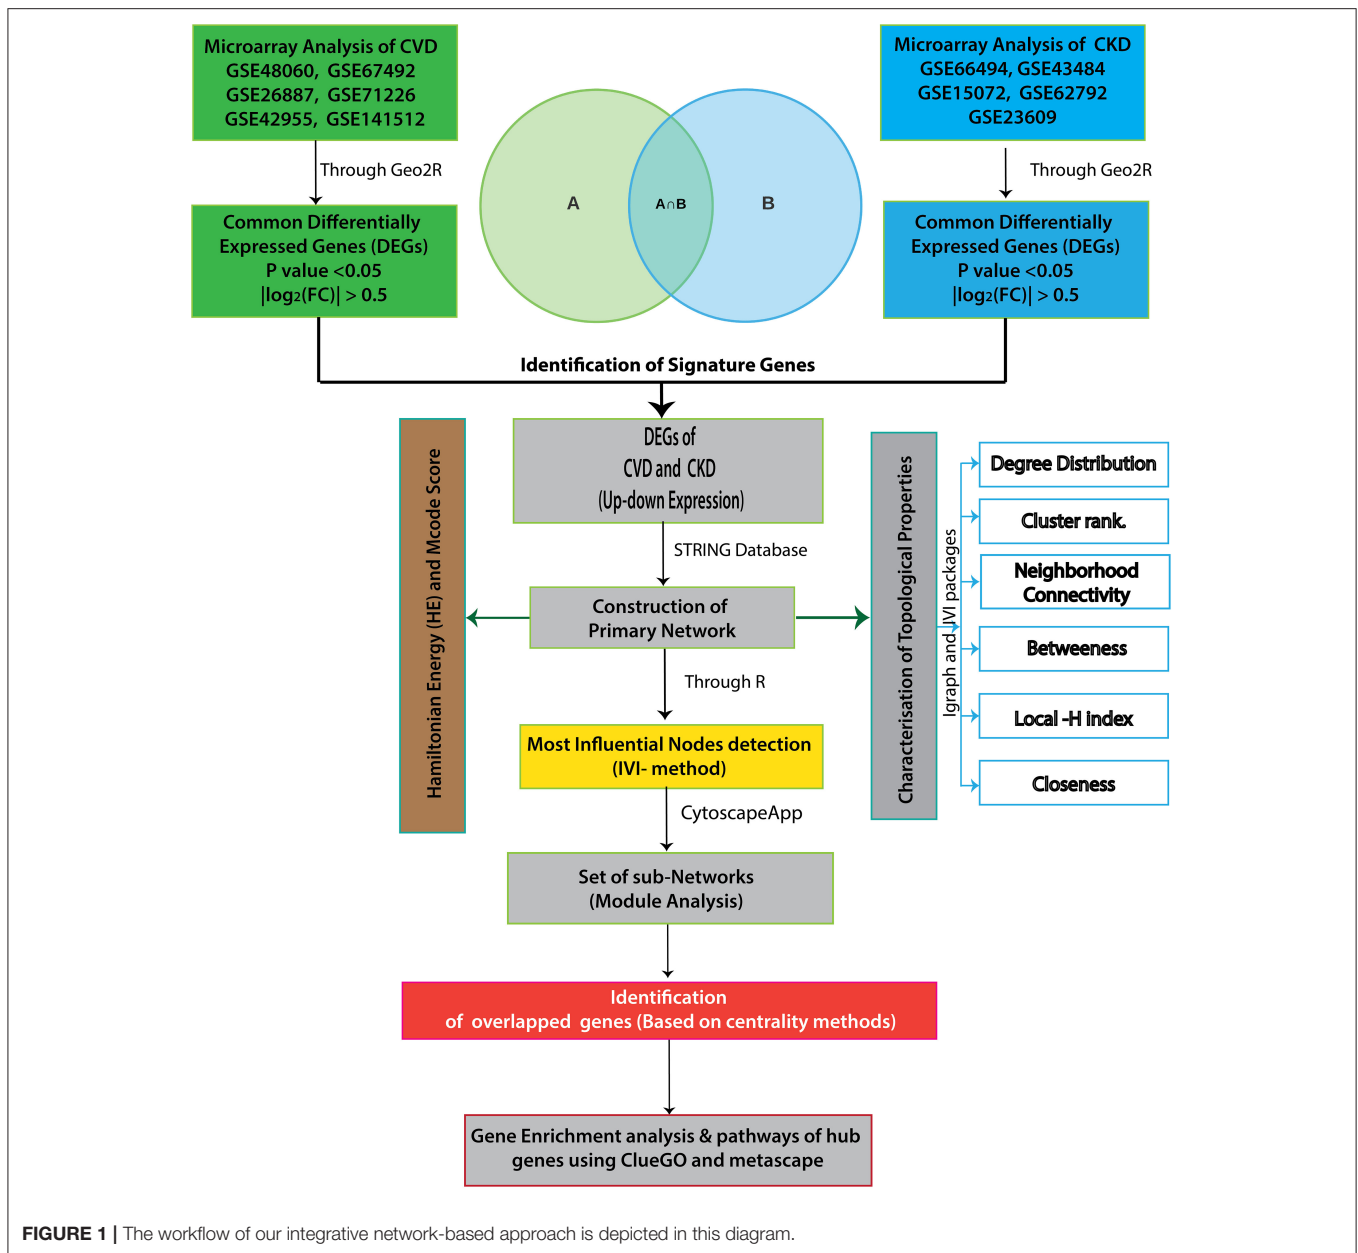 Microarray Analysis of CVD
GSE48060, GSE67492
GSE26887, GSE71226
GSE42955, GSE141512
Through Geo2R
Common Differentially
Expressed Genes (DEGs)
P value <0.05
|log2(FC)| > 0.5
A
A∩B
B
Microarray Analysis of CKD
GSE66494, GSE43484
GSE15072, GSE62792
GSE23609
Through Geo2R
Common Differentially
Expressed Genes (DEGs)
P value <0.05
|log2(FC)| > 0.5
Identification of Signature Genes
DEGs of
CVD and CKD
(Up-down Expression)
STRING Database
Construction of
Primary Network
Hamiltonian Energy (HE) and Mcode Score
Characterisation of Topological Properties
Igraph and IVI packages
Degree Distribution
Cluster rank.
Neighborhood
Connectivity
Betweeness
Local -H index
Closeness
Through R
Most Influential Nodes detection
(IVI- method)
CytoscapeApp
Set of sub-Networks
(Module Analysis)
Identification
of overlapped genes (Based on centrality methods)
Gene Enrichment analysis & pathways of hub
genes using ClueGO and metascape
FIGURE 1 | The workflow of our integrative network-based approach is depicted in this diagram.